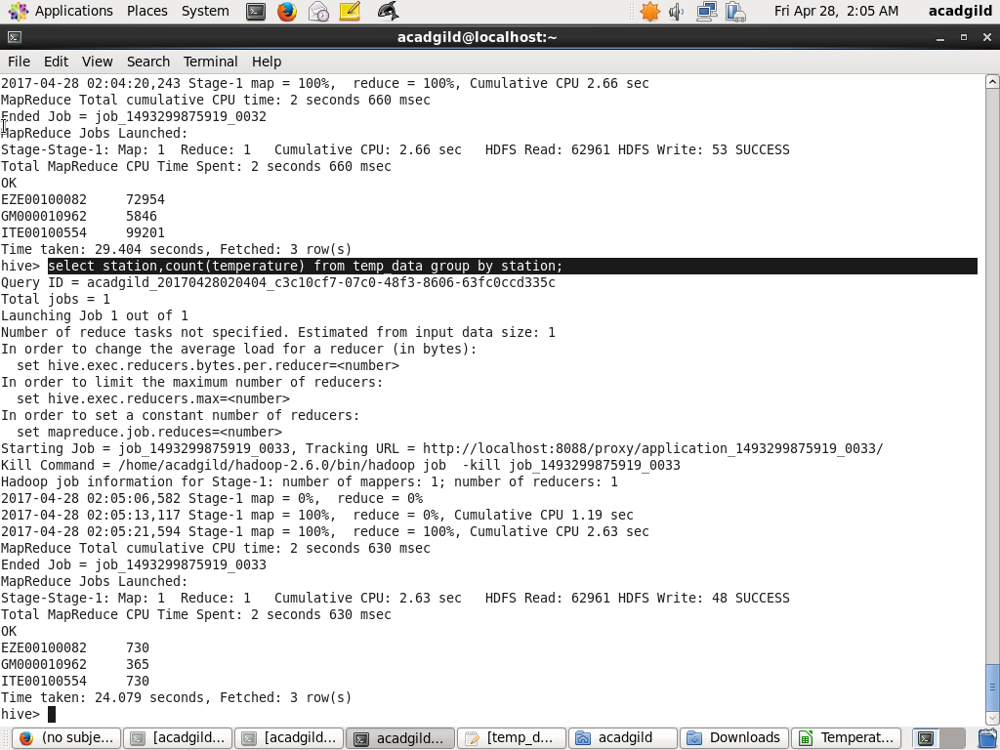 Applications Places System Fri Apr 28, 2:05 AM acadgild
acadgild@localhost:~
File Edit View Search Terminal Help
2017-04-28 02:04:20,243 Stage-1 map = 100%, reduce = 100%, Cumulative CPU 2.66 sec
MapReduce Total cumulative CPU time: 2 seconds 660 msec
Ended Job = job_1493299875919_0032
MapReduce Jobs Launched:
Stage-Stage-1: Map: 1 Reduce: 1 Cumulative CPU: 2.66 sec HDFS Read: 62961 HDFS Write: 53 SUCCESS
Total MapReduce CPU Time Spent: 2 seconds 660 msec
OK
EZE00100082 72954
GM000010962 5846
ITE00100554 99201
Time taken: 29.404 seconds, Fetched: 3 row(s)
hive> select station,count(temperature) from temp_data group by station;
Query ID = acadgild_20170428020404_c3c10cf7-07c0-48f3-8606-63fc0ccd335c
Total jobs = 1
Launching Job 1 out of 1
Number of reduce tasks not specified. Estimated from input data size: 1
In order to change the average load for a reducer (in bytes):
set hive.exec.reducers.bytes.per.reducer=<number>
In order to limit the maximum number of reducers:
set hive.exec.reducers.max=<number>
In order to set a constant number of reducers:
set mapreduce.job.reduces=<number>
Starting Job = job_1493299875919_0033, Tracking URL = http://localhost:8088/proxy/application_1493299875919_0033/
Kill Command = /home/acadgild/hadoop-2.6.0/bin/hadoop job -kill job_1493299875919_0033
Hadoop job information for Stage-1: number of mappers: 1; number of reducers: 1
2017-04-28 02:05:06,582 Stage-1 map = 0%, reduce = 0%
2017-04-28 02:05:13,117 Stage-1 map = 100%, reduce = 0%, Cumulative CPU 1.19 sec
2017-04-28 02:05:21,594 Stage-1 map = 100%, reduce = 100%, Cumulative CPU 2.63 sec
MapReduce Total cumulative CPU time: 2 seconds 630 msec
Ended Job = job_1493299875919_0033
MapReduce Jobs Launched:
Stage-Stage-1: Map: 1 Reduce: 1 Cumulative CPU: 2.63 sec HDFS Read: 62961 HDFS Write: 48 SUCCESS
Total MapReduce CPU Time Spent: 2 seconds 630 msec
OK
EZE00100082 730
GM000010962 365
ITE00100554 730
Time taken: 24.079 seconds, Fetched: 3 row(s)
hive>
(no subje... [acadgild... [acadgild... acadgild... [temp_d... acadgild Downloads Temperat...